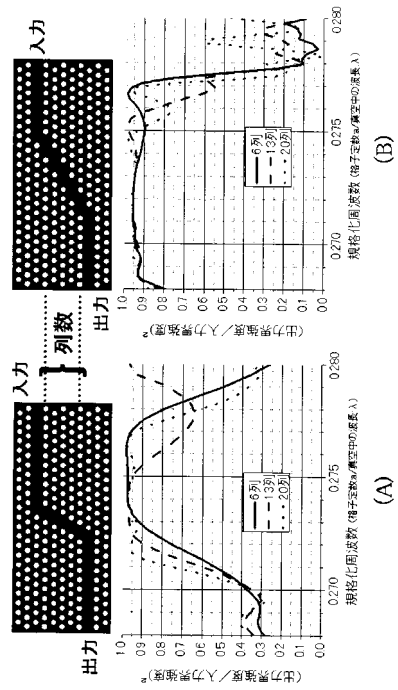 入力
列数
出力
1.0
0.9
0.8
0.7
0.6
0.5
0.4
0.3
0.2
0.1
0.0
(出力界強度／入力界強度)²
6列
13列
20列
0.270
0.275
0.280
規格化周波数(格子定数a/真空中の波長λ)
(A)
入力
出力
1.0
0.9
0.8
0.7
0.6
0.5
0.4
0.3
0.2
0.1
0.0
(出力界強度／入力界強度)²
6列
13列
20列
0.270
0.275
0.280
規格化周波数(格子定数a/真空中の波長λ)
(B)